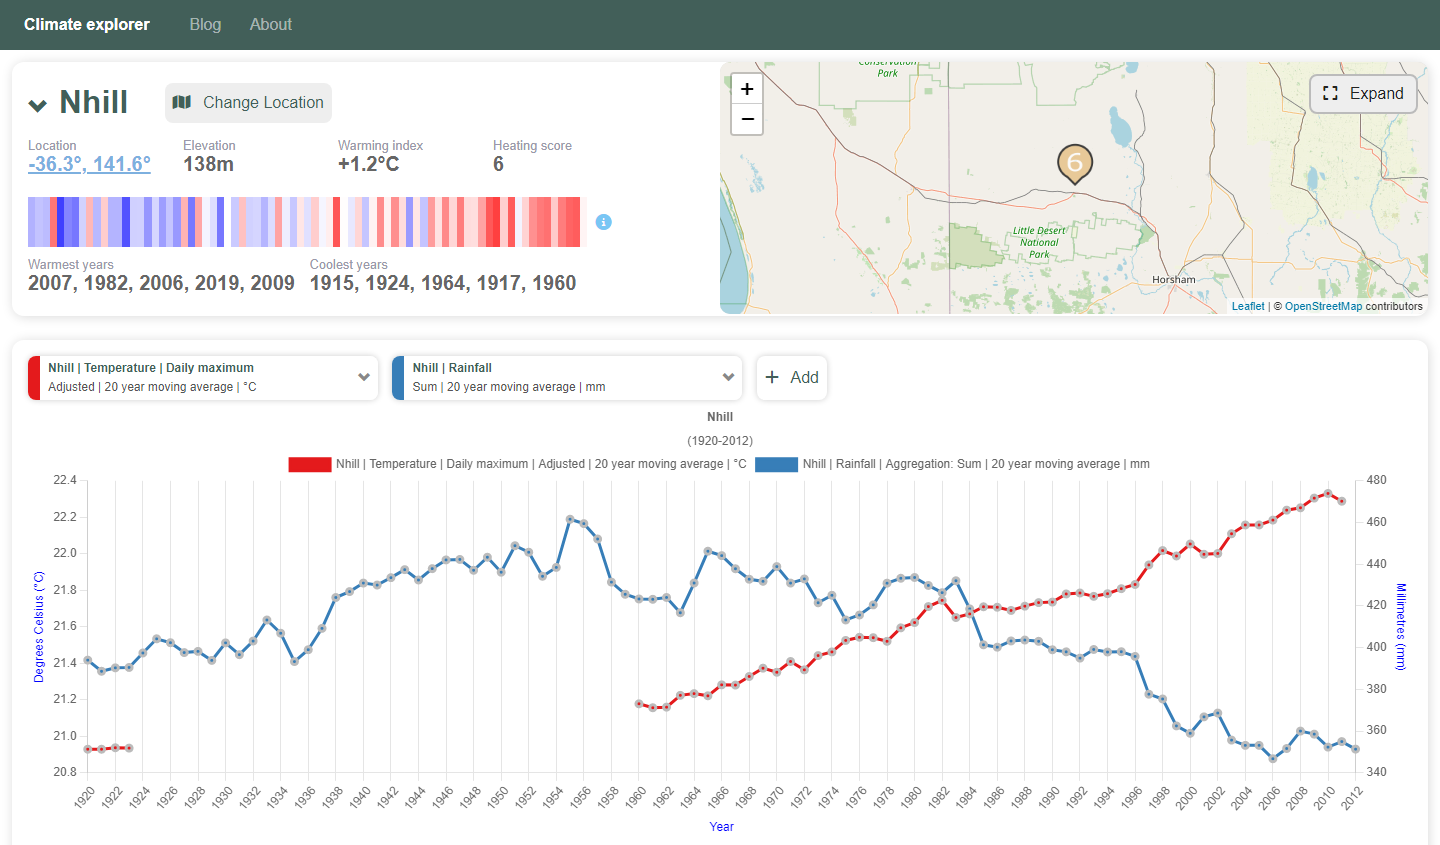 Climate explorer Blog About
Nhill
Change Location
Location Elevation Warming index Heating score
-36.3°, 141.6° 138m +1.2°C 6
Warmest years Coolest years
2007, 1982, 2006, 2019, 2009 1915, 1924, 1964, 1917, 1960
+
−
Conservation
Park
Expand
6
Little Desert
National
Park
Horsham
Leaflet | © OpenStreetMap contributors
Nhill | Temperature | Daily maximum
Adjusted | 20 year moving average | °C
Nhill | Rainfall
Sum | 20 year moving average | mm
+ Add
Nhill
(1920-2012)
Nhill | Temperature | Daily maximum | Adjusted | 20 year moving average | °C Nhill | Rainfall | Aggregation: Sum | 20 year moving average | mm
22.4
22.2
22.0
21.8
21.6
21.4
21.2
21.0
20.8
Degrees Celsius (°C)
480
460
440
420
400
380
360
340
Millimetres (mm)
1920 1922 1924 1926 1928 1930 1932 1934 1936 1938 1940 1942 1944 1946 1948 1950 1952 1954 1956 1958 1960 1962 1964 1966 1968 1970 1972 1974 1976 1978 1980 1982 1984 1986 1988 1990 1992 1994 1996 1998 2000 2002 2004 2006 2008 2010 2012
Year